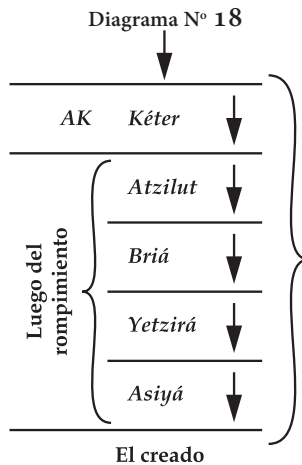 Diagrama Nº 18
AK Kéter
Atzilut
Briá
Yetzirá
Asiyá
Luego del
rompimiento
El creado